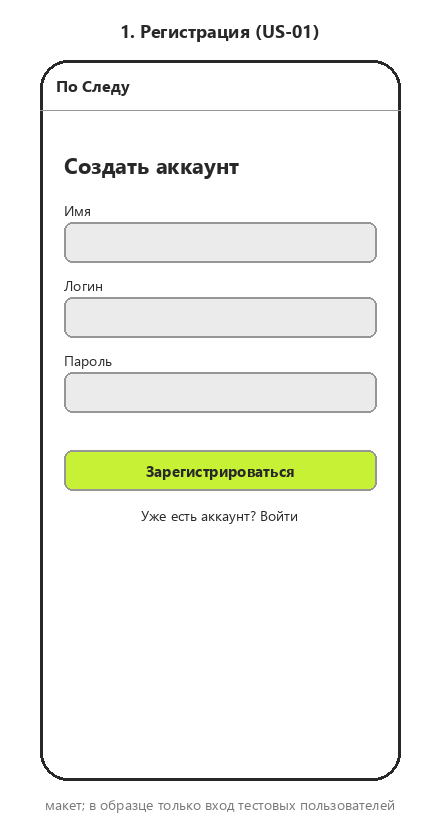 1. Регистрация (US-01)
По Следу
Создать аккаунт
Имя
Логин
Пароль
Зарегистрироваться
Уже есть аккаунт? Войти
макет; в образце только вход тестовых пользователей